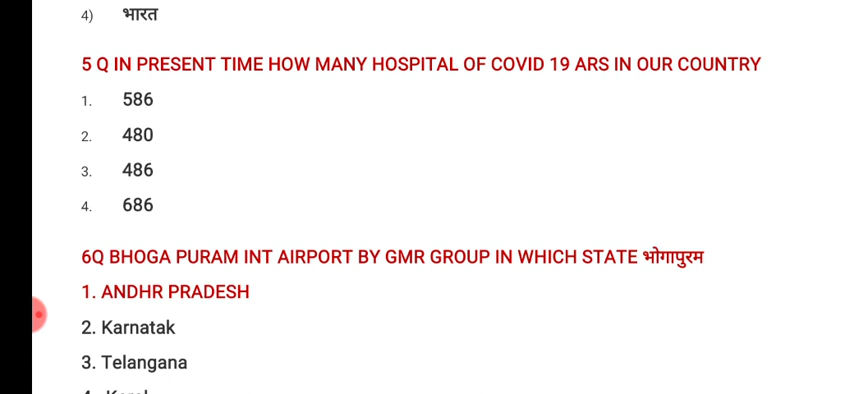 4) भारत
5 Q IN PRESENT TIME HOW MANY HOSPITAL OF COVID 19 ARS IN OUR COUNTRY
1. 586
2. 480
3. 486
4. 686
6Q BHOGA PURAM INT AIRPORT BY GMR GROUP IN WHICH STATE भोगापुरम
1. ANDHR PRADESH
2. Karnatak
3. Telangana